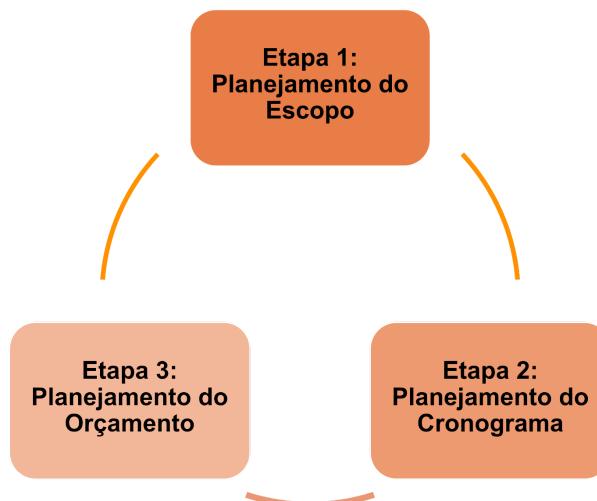 Etapa 1:
Planejamento do
Escopo
Etapa 3:
Planejamento do
Orçamento
Etapa 2:
Planejamento do
Cronograma